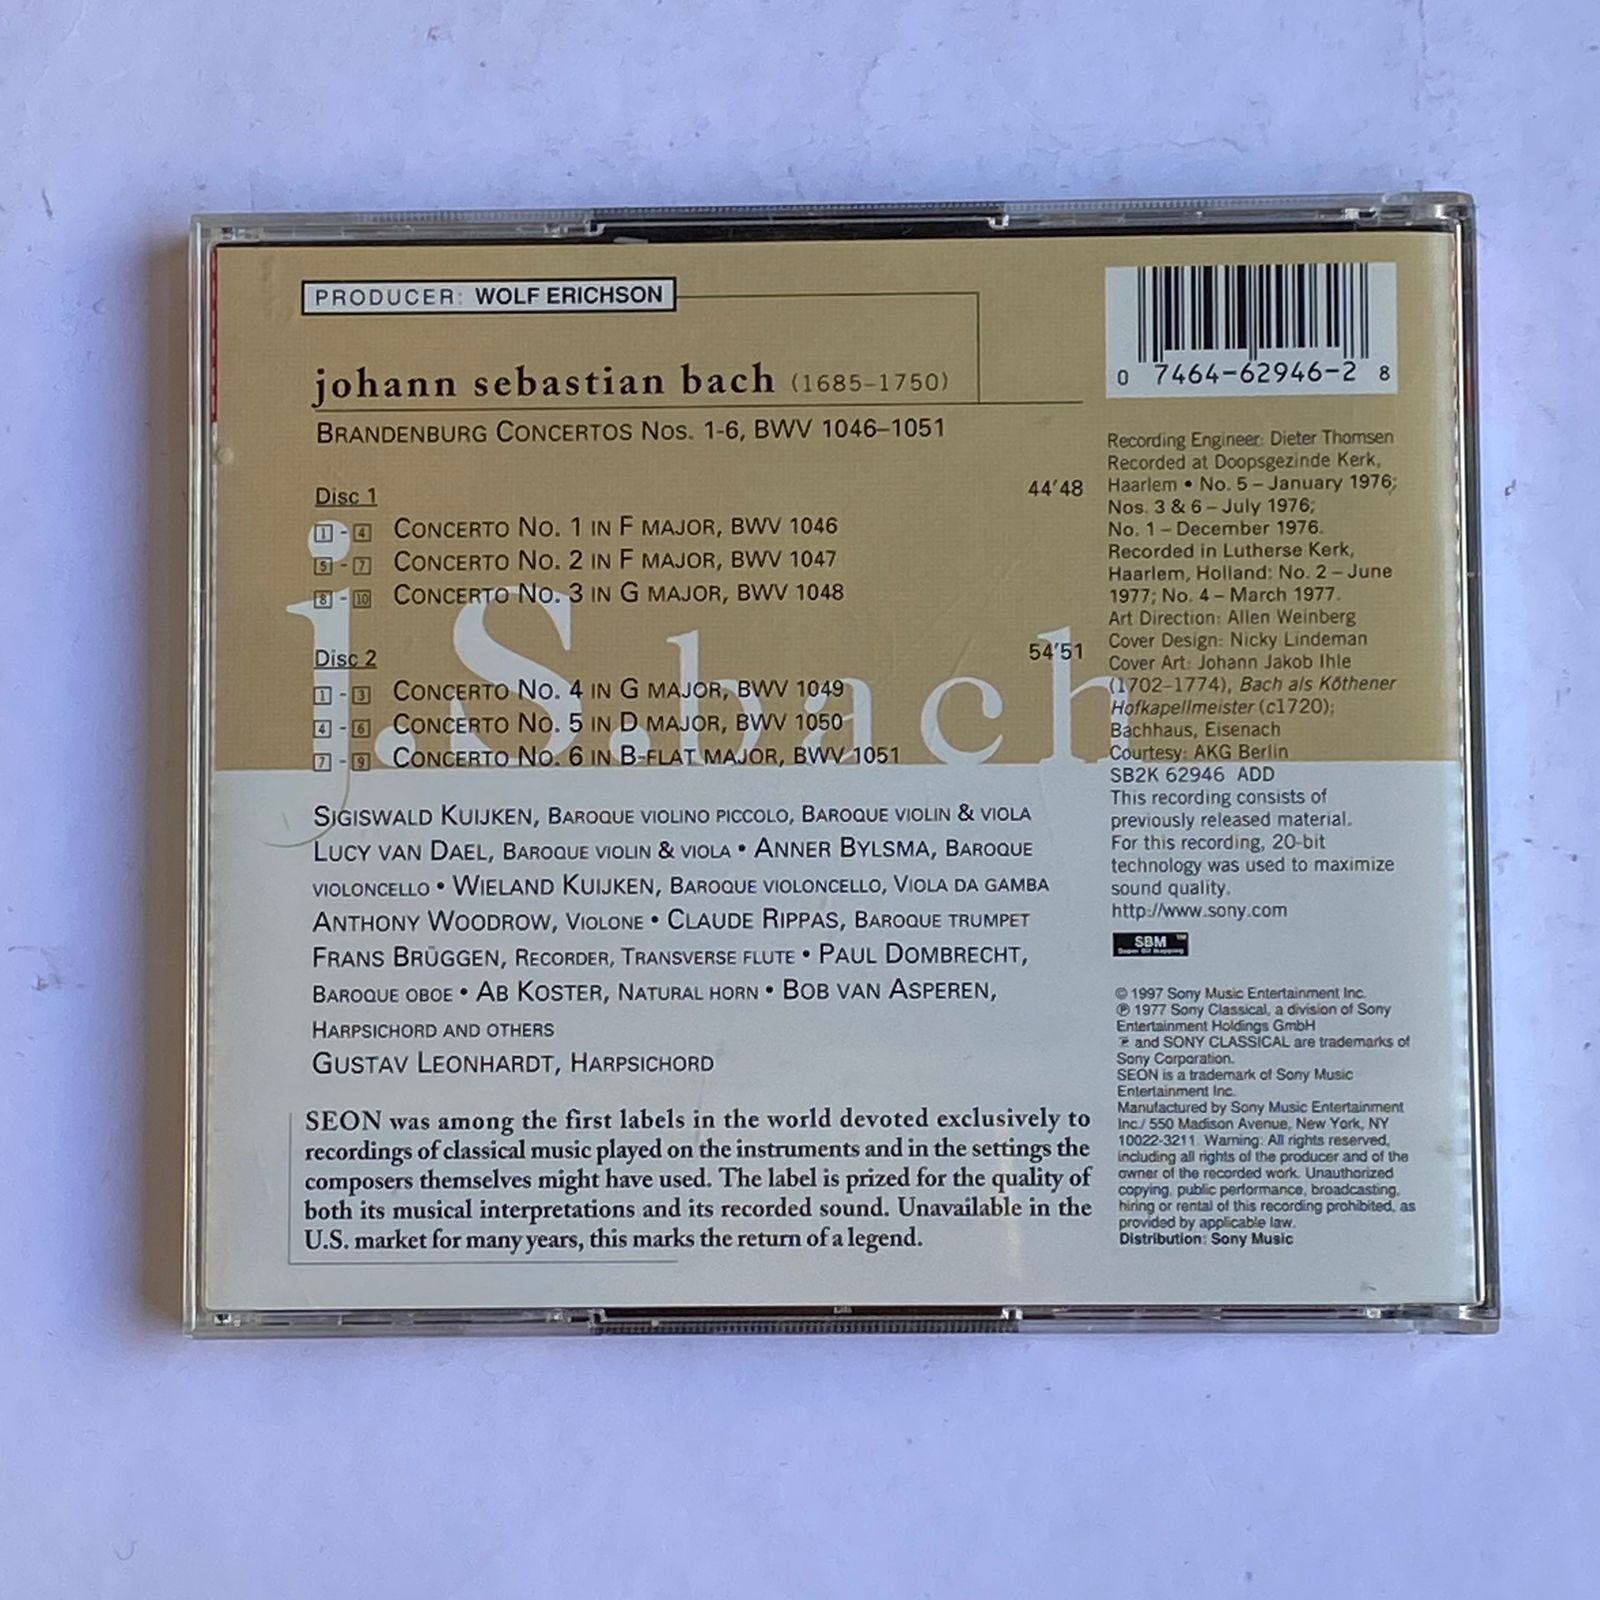 PRODUCER: WOLF ERICHSON
johann sebastian bach (1685–1750)
BRANDENBURG CONCERTOS NOS. 1-6, BWV 1046–1051
Disc 1 44'48
1 - 4 CONCERTO NO. 1 IN F MAJOR, BWV 1046
5 - 7 CONCERTO NO. 2 IN F MAJOR, BWV 1047
8 - 10 CONCERTO NO. 3 IN G MAJOR, BWV 1048
Disc 2 54'51
1 - 3 CONCERTO NO. 4 IN G MAJOR, BWV 1049
4 - 6 CONCERTO NO. 5 IN D MAJOR, BWV 1050
7 - 9 CONCERTO NO. 6 IN B-FLAT MAJOR, BWV 1051
j.S.bach
SIGISWALD KUIJKEN, BAROQUE VIOLINO PICCOLO, BAROQUE VIOLIN & VIOLA
LUCY VAN DAEL, BAROQUE VIOLIN & VIOLA • ANNER BYLSMA, BAROQUE
VIOLONCELLO • WIELAND KUIJKEN, BAROQUE VIOLONCELLO, VIOLA DA GAMBA
ANTHONY WOODROW, VIOLONE • CLAUDE RIPPAS, BAROQUE TRUMPET
FRANS BRÜGGEN, RECORDER, TRANSVERSE FLUTE • PAUL DOMBRECHT,
BAROQUE OBOE • AB KOSTER, NATURAL HORN • BOB VAN ASPEREN,
HARPSICHORD AND OTHERS
GUSTAV LEONHARDT, HARPSICHORD
SEON was among the first labels in the world devoted exclusively to
recordings of classical music played on the instruments and in the settings the
composers themselves might have used. The label is prized for the quality of
both its musical interpretations and its recorded sound. Unavailable in the
U.S. market for many years, this marks the return of a legend.
0 7464-62946-2 8
Recording Engineer: Dieter Thomsen
Recorded at Doopsgezinde Kerk,
Haarlem • No. 5 – January 1976;
Nos. 3 & 6 – July 1976;
No. 1 – December 1976.
Recorded in Lutherse Kerk,
Haarlem, Holland: No. 2 – June
1977; No. 4 – March 1977.
Art Direction: Allen Weinberg
Cover Design: Nicky Lindeman
Cover Art: Johann Jakob Ihle
(1702–1774), Bach als Köthener
Hofkapellmeister (c1720);
Bachhaus, Eisenach
Courtesy: AKG Berlin
SB2K 62946 ADD
This recording consists of
previously released material.
For this recording, 20-bit
technology was used to maximize
sound quality.
http://www.sony.com
SBM™
Super Bit Mapping
© 1997 Sony Music Entertainment Inc.
℗ 1977 Sony Classical, a division of Sony
Entertainment Holdings GmbH
and SONY CLASSICAL are trademarks of
Sony Corporation.
SEON is a trademark of Sony Music
Entertainment Inc.
Manufactured by Sony Music Entertainment
Inc./ 550 Madison Avenue, New York, NY
10022-3211. Warning: All rights reserved,
including all rights of the producer and of the
owner of the recorded work. Unauthorized
copying, public performance, broadcasting,
hiring or rental of this recording prohibited, as
provided by applicable law.
Distribution: Sony Music